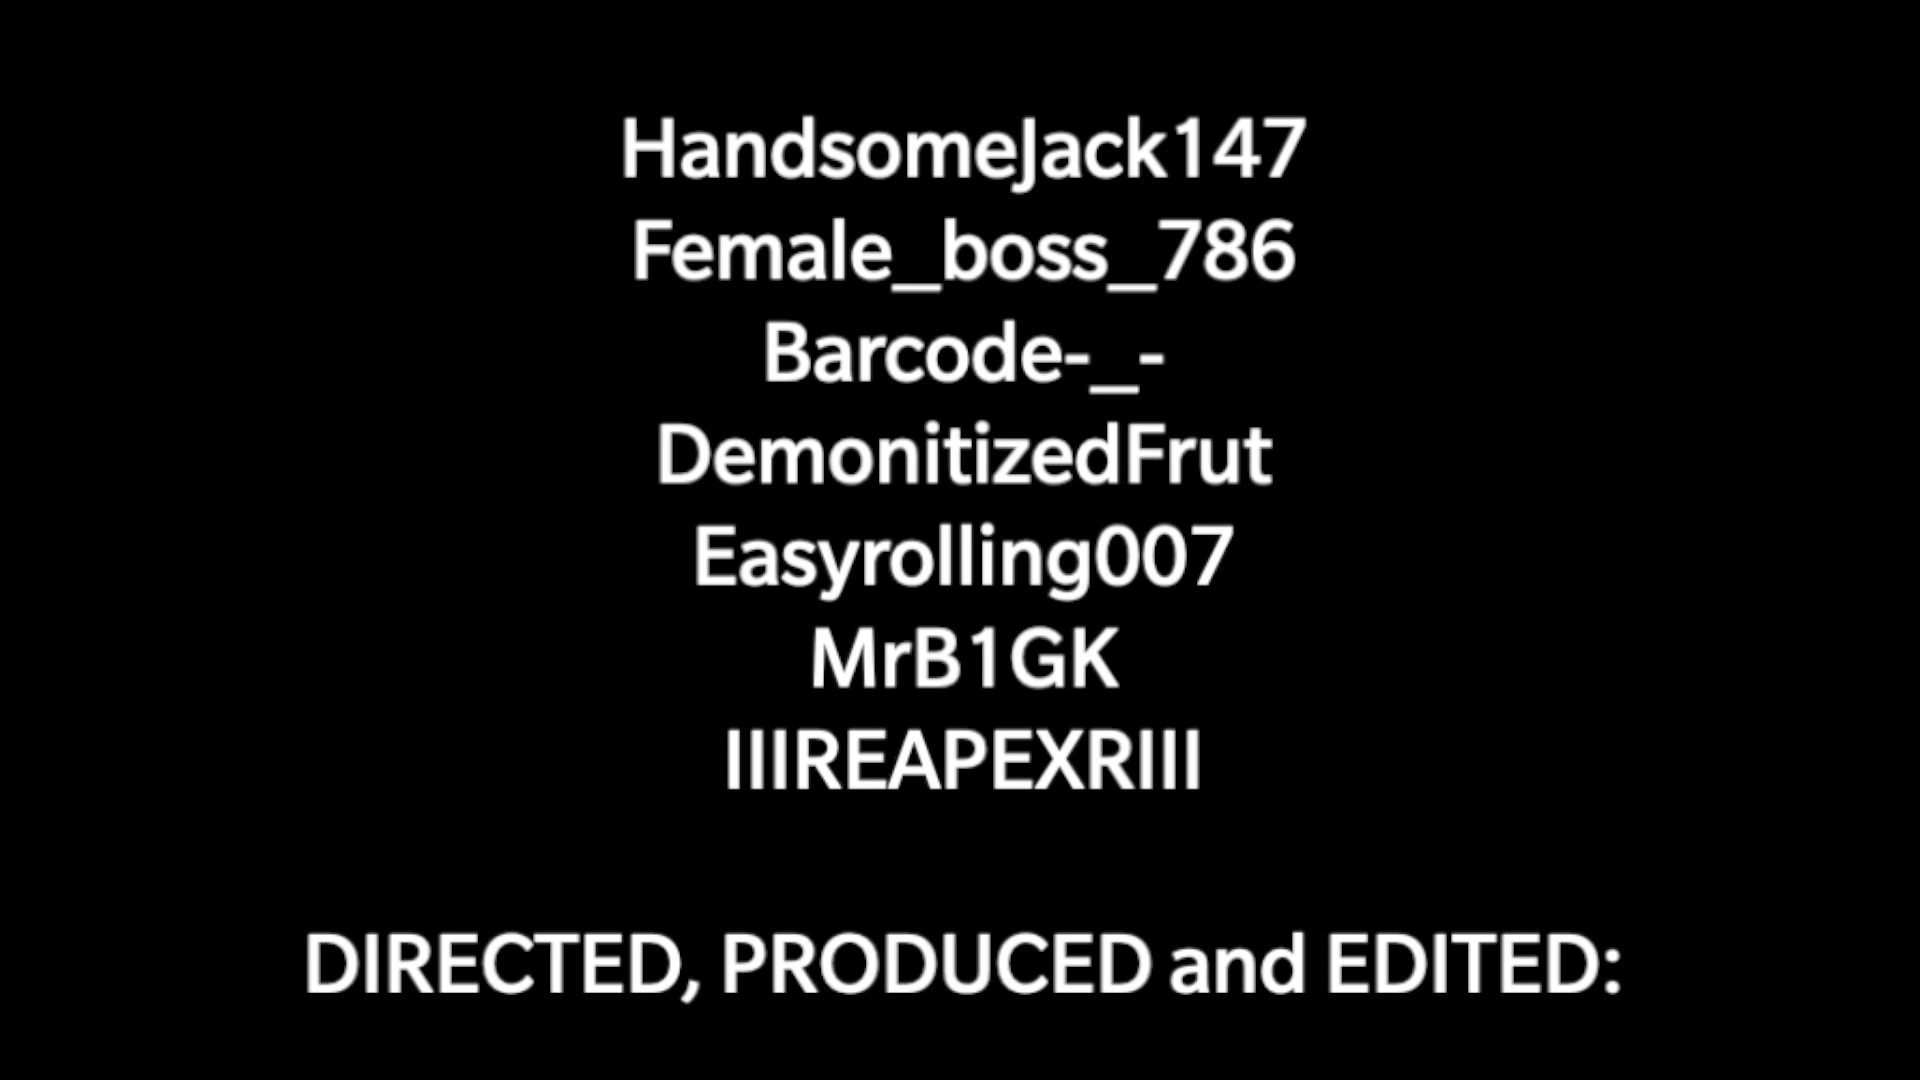 HandsomeJack147
Female_boss_786
Barcode-_-
DemonitizedFrut
Easyrolling007
MrB1GK
IIIREAPEXRIII
DIRECTED, PRODUCED and EDITED: